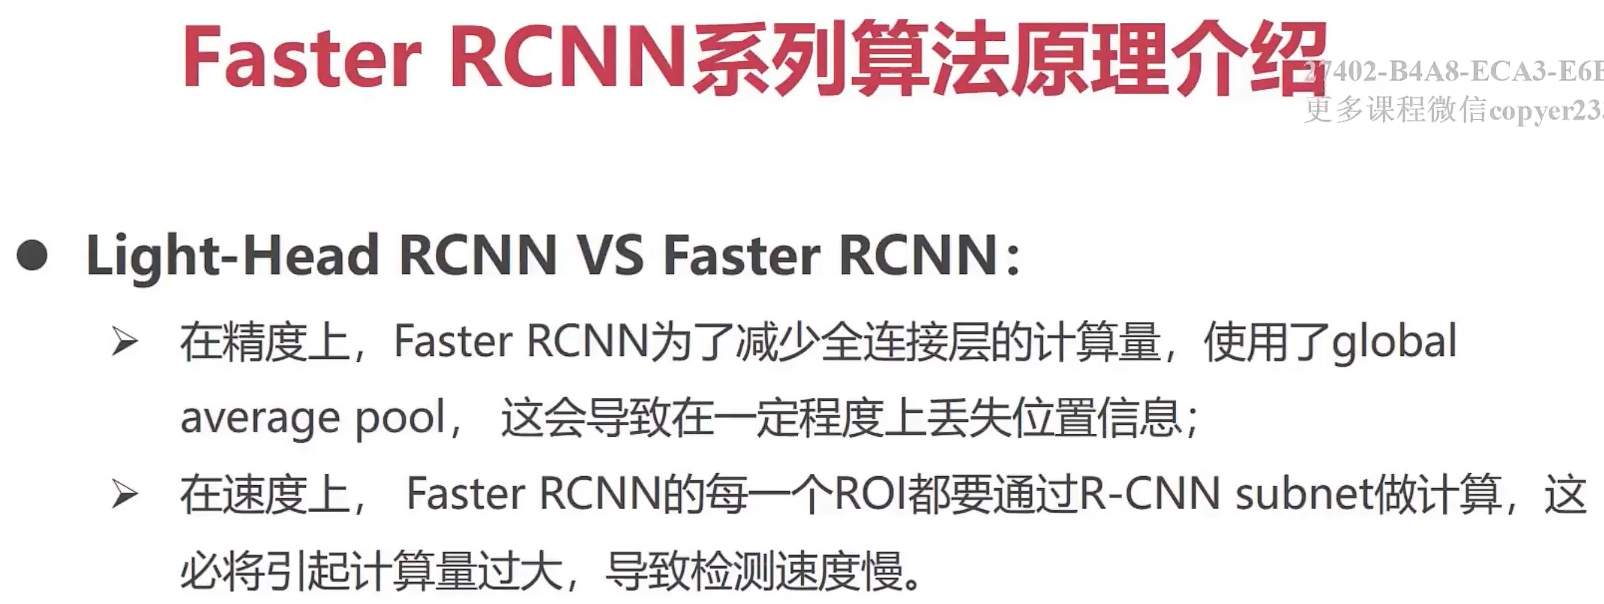 Faster RCNN系列算法原理介绍
27402-B4A8-ECA3-E6
更多课程微信copyer23
● Light-Head RCNN VS Faster RCNN：
➢ 在精度上，Faster RCNN为了减少全连接层的计算量，使用了global
average pool， 这会导致在一定程度上丢失位置信息；
➢ 在速度上， Faster RCNN的每一个ROI都要通过R-CNN subnet做计算，这
必将引起计算量过大，导致检测速度慢。